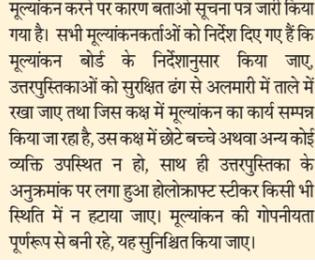 मूल्यांकन करने पर कारण बताओ सूचना पत्र जारी किया
गया है। सभी मूल्यांकनकर्ताओं को निर्देश दिए गए हैं कि
मूल्यांकन बोर्ड के निर्देशानुसार किया जाए,
उत्तरपुस्तिकाओं को सुरक्षित ढंग से अलमारी में ताले में
रखा जाए तथा जिस कक्ष में मूल्यांकन का कार्य सम्पन्न
किया जा रहा है, उस कक्ष में छोटे बच्चे अथवा अन्य कोई
व्यक्ति उपस्थित न हो, साथ ही उत्तरपुस्तिका के
अनुक्रमांक पर लगा हुआ होलोक्राफ्ट स्टीकर किसी भी
स्थिति में न हटाया जाए। मूल्यांकन की गोपनीयता
पूर्णरूप से बनी रहे, यह सुनिश्चित किया जाए।